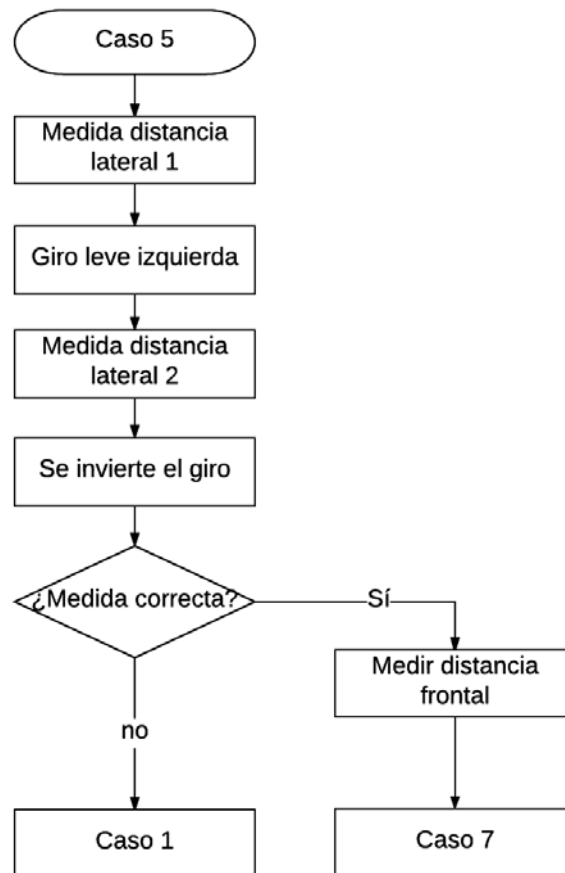 Caso 5
Medida distancia
lateral 1
Giro leve izquierda
Medida distancia
lateral 2
Se invierte el giro
¿Medida correcta?
Sí
Medir distancia
frontal
no
Caso 1
Caso 7